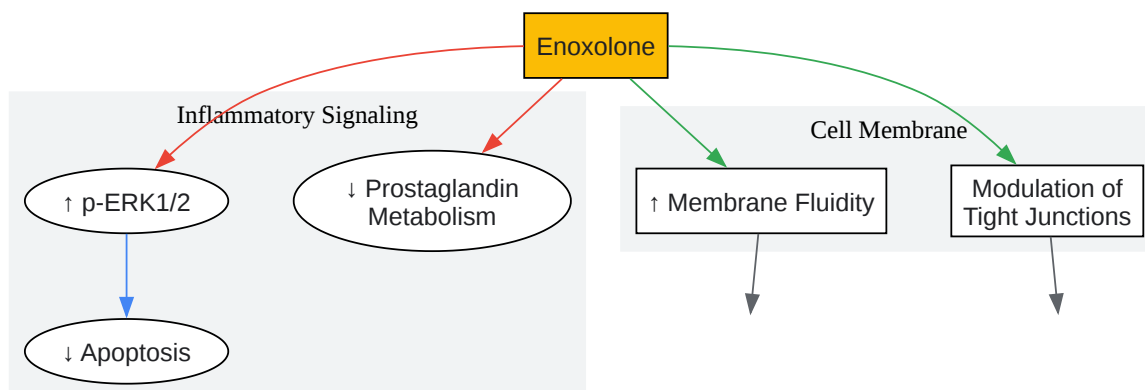 Enoxolone
Inflammatory Signaling
Cell Membrane
↑ p-ERK1/2
↓ Prostaglandin
Metabolism
↑ Membrane Fluidity
Modulation of
Tight Junctions
↓ Apoptosis